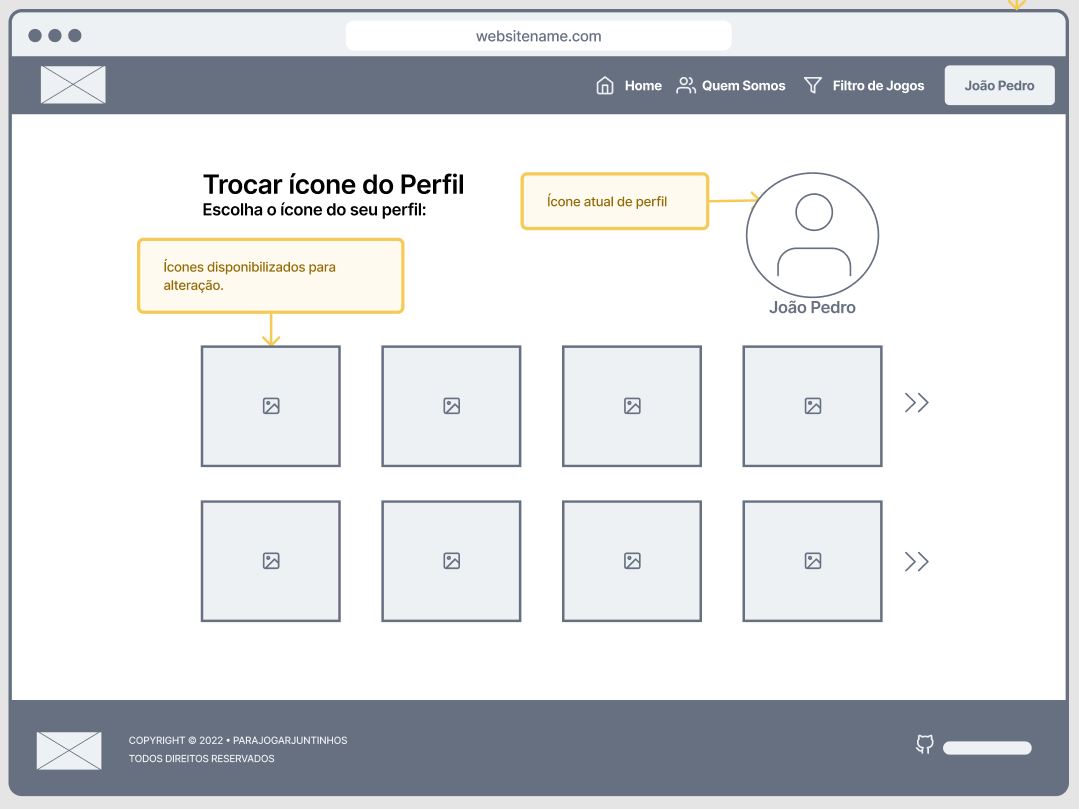 websitename.com
Home
Quem Somos
Filtro de Jogos
João Pedro
Trocar ícone do Perfil
Escolha o ícone do seu perfil:
Ícone atual de perfil
Ícones disponibilizados para
alteração.
João Pedro
COPYRIGHT © 2022 • PARAJOGARJUNTINHOS
TODOS DIREITOS RESERVADOS